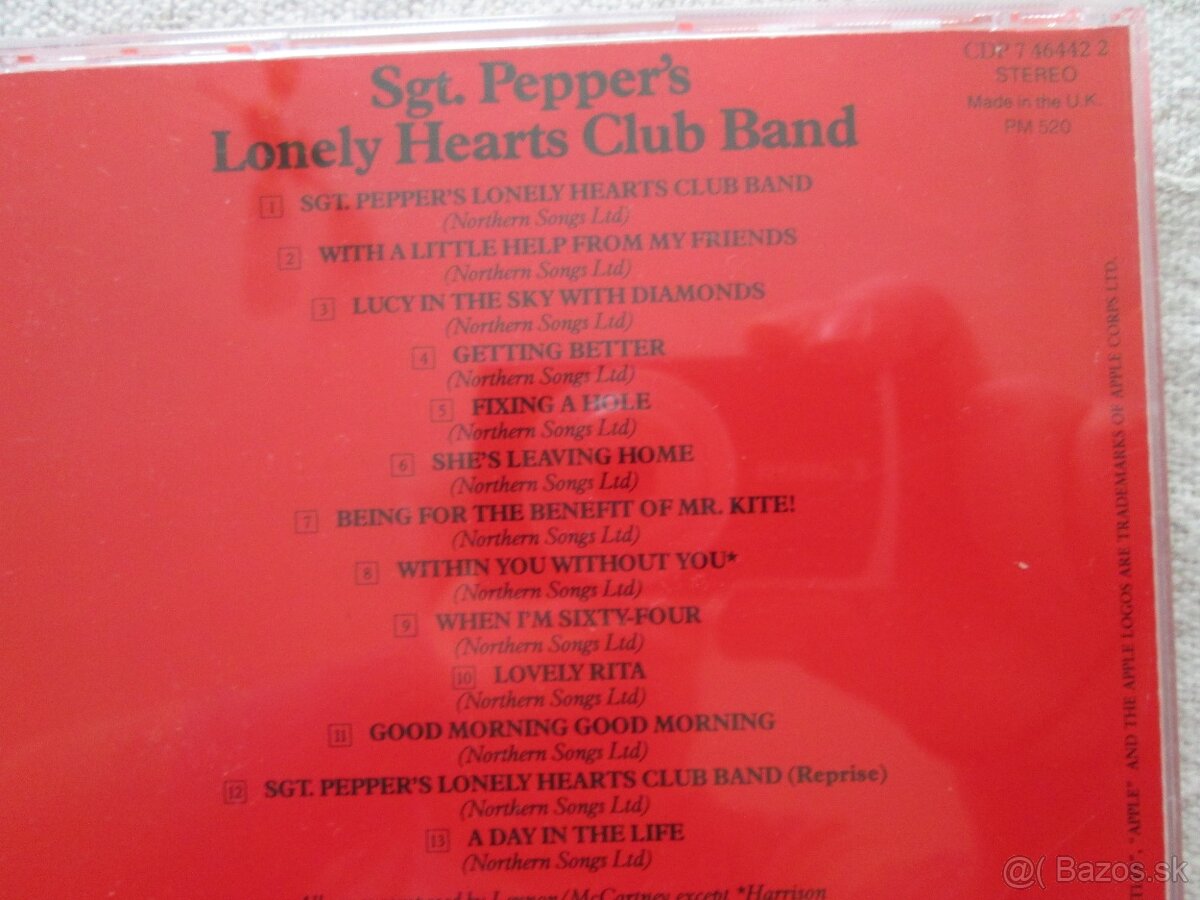 Sgt. Pepper's
Lonely Hearts Club Band
CDP 7 46442 2
STEREO
Made in the U.K.
PM 520
1 SGT. PEPPER'S LONELY HEARTS CLUB BAND
(Northern Songs Ltd)
2 WITH A LITTLE HELP FROM MY FRIENDS
(Northern Songs Ltd)
3 LUCY IN THE SKY WITH DIAMONDS
(Northern Songs Ltd)
4 GETTING BETTER
(Northern Songs Ltd)
5 FIXING A HOLE
(Northern Songs Ltd)
6 SHE'S LEAVING HOME
(Northern Songs Ltd)
7 BEING FOR THE BENEFIT OF MR. KITE!
(Northern Songs Ltd)
8 WITHIN YOU WITHOUT YOU*
(Northern Songs Ltd)
9 WHEN I'M SIXTY-FOUR
(Northern Songs Ltd)
10 LOVELY RITA
(Northern Songs Ltd)
11 GOOD MORNING GOOD MORNING
(Northern Songs Ltd)
12 SGT. PEPPER'S LONELY HEARTS CLUB BAND (Reprise)
(Northern Songs Ltd)
13 A DAY IN THE LIFE
(Northern Songs Ltd)
by Lennon/McCartney except *Harrison
"APPLE" AND THE APPLE LOGOS ARE TRADEMARKS OF APPLE CORPS LTD.
@( Bazos.sk